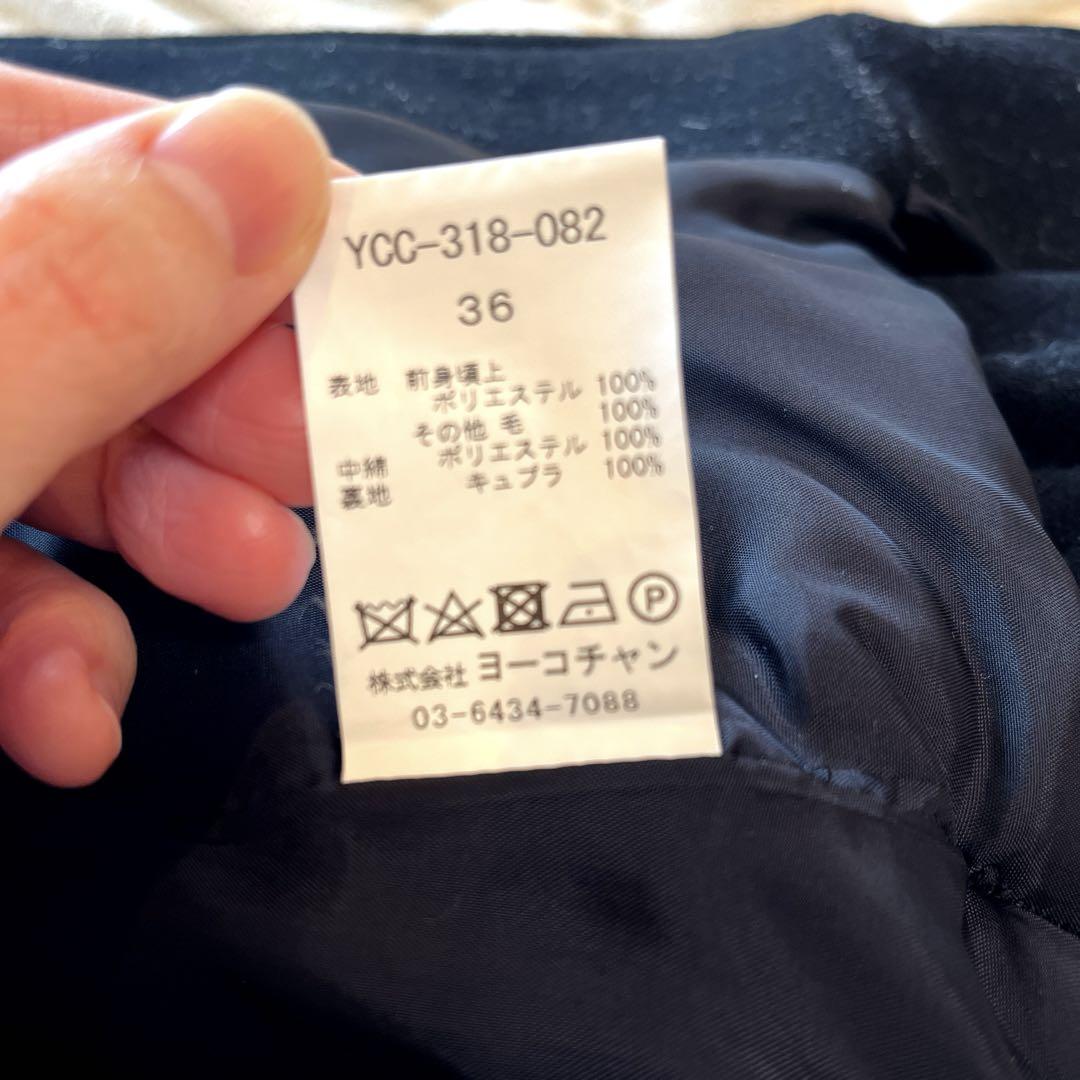 YCC-318-082
36
表地 前身頃上
ポリエステル 100%
その他 毛 100%
中綿 ポリエステル 100%
裏地 キュプラ 100%
P
株式会社 ヨーコチャン
03-6434-7088